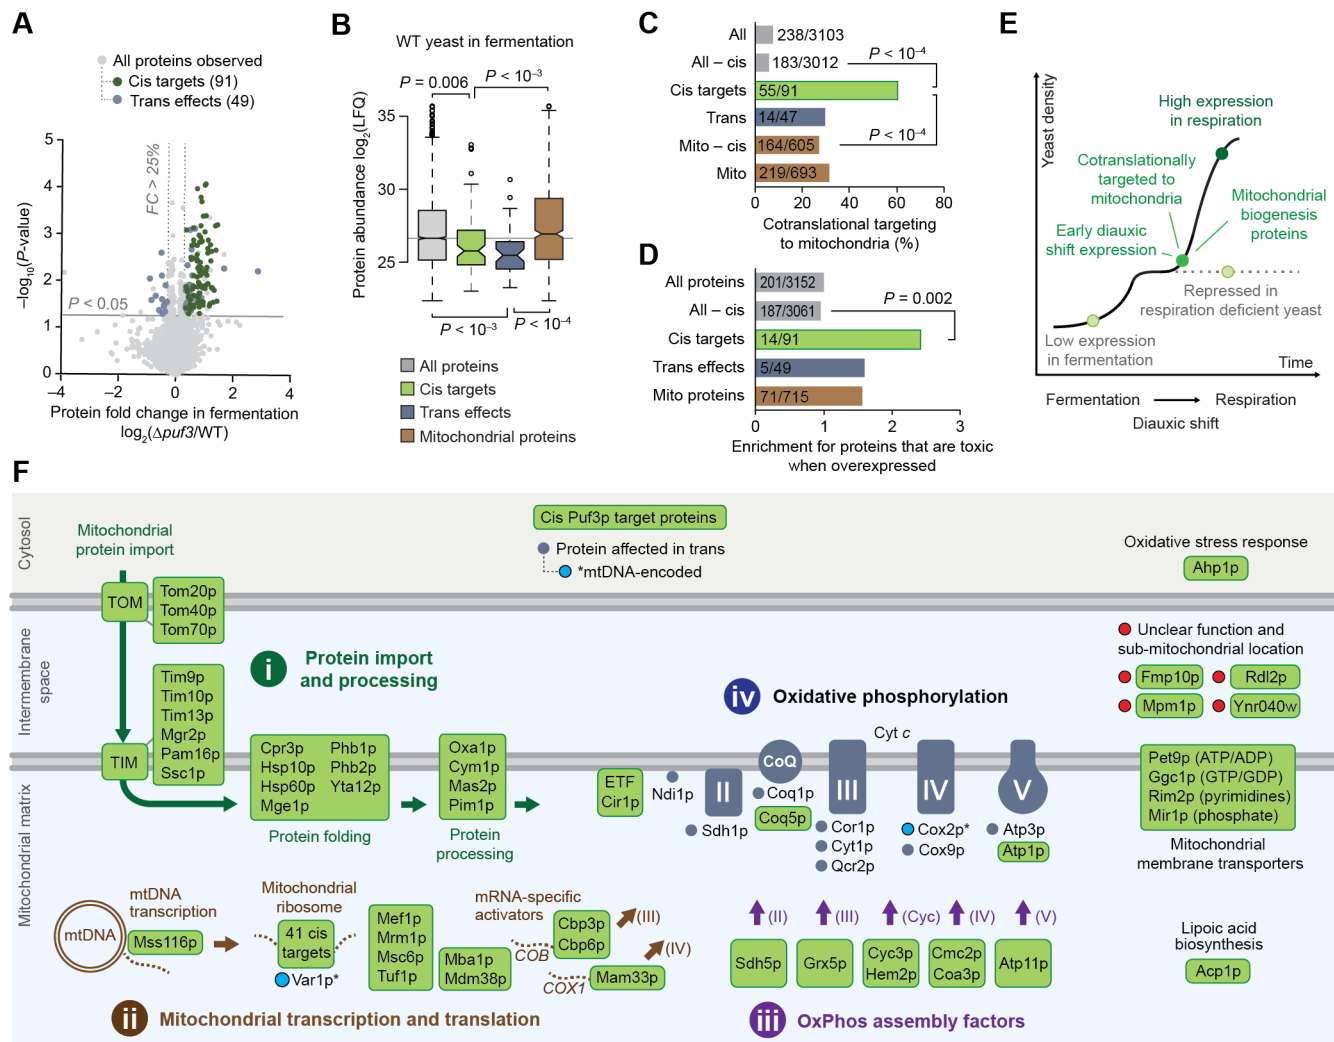 A
All proteins observed
Cis targets (91)
Trans effects (49)
FC > 25%
P < 0.05
–log10(P-value)
5
4
3
2
1
0
–4
–2
0
2
4
Protein fold change in fermentation
log2(Δpuf3/WT)
B
WT yeast in fermentation
P = 0.006
P < 10–3
Protein abundance log2(LFQ)
35
30
25
P < 10–3
P < 10–4
All proteins
Cis targets
Trans effects
Mitochondrial proteins
C
All
238/3103
All – cis
183/3012
P < 10–4
Cis targets
55/91
Trans
14/47
Mito – cis
164/605
P < 10–4
Mito
219/693
0
20
40
60
80
Cotranslational targeting
to mitochondria (%)
D
All proteins
201/3152
All – cis
187/3061
P = 0.002
Cis targets
14/91
Trans effects
5/49
Mito proteins
71/715
0
1
2
3
Enrichment for proteins that are toxic
when overexpressed
E
Yeast density
High expression
in respiration
Cotranslationally
targeted to
mitochondria
Mitochondrial
biogenesis
proteins
Early diauxic
shift expression
Repressed in
respiration deficient yeast
Low expression
in fermentation
Time
Fermentation
Respiration
Diauxic shift
F
Cytosol
Intermembrane
space
Mitochondrial matrix
Mitochondrial
protein import
Cis Puf3p target proteins
Protein affected in trans
*mtDNA-encoded
Oxidative stress response
Ahp1p
TOM
Tom20p
Tom40p
Tom70p
i
Protein import
and processing
Tim9p
Tim10p
Tim13p
Mgr2p
Pam16p
Ssc1p
TIM
Cpr3p
Hsp10p
Hsp60p
Mge1p
Phb1p
Phb2p
Yta12p
Protein folding
Oxa1p
Cym1p
Mas2p
Pim1p
Protein
processing
iv
Oxidative phosphorylation
Unclear function and
sub-mitochondrial location
Fmp10p
Rdl2p
Mpm1p
Ynr040w
ETF
Cir1p
Ndi1p
II
Sdh1p
CoQ
Coq1p
Coq5p
III
Cor1p
Cyt1p
Qcr2p
Cyt c
IV
Cox2p*
Cox9p
V
Atp3p
Atp1p
Pet9p (ATP/ADP)
Ggc1p (GTP/GDP)
Rim2p (pyrimidines)
Mir1p (phosphate)
Mitochondrial
membrane transporters
mtDNA
mtDNA
transcription
Mss116p
Mitochondrial
ribosome
41 cis
targets
Var1p*
Mef1p
Mrm1p
Msc6p
Tuf1p
Mba1p
Mdm38p
mRNA-specific
activators
COB
Cbp3p
Cbp6p
(III)
COX1
Mam33p
(IV)
ii
Mitochondrial transcription and translation
(II)
(III)
(Cyc)
(IV)
(V)
Sdh5p
Grx5p
Cyc3p
Hem2p
Cmc2p
Coa3p
Atp11p
iii
OxPhos assembly factors
Lipoic acid
biosynthesis
Acp1p